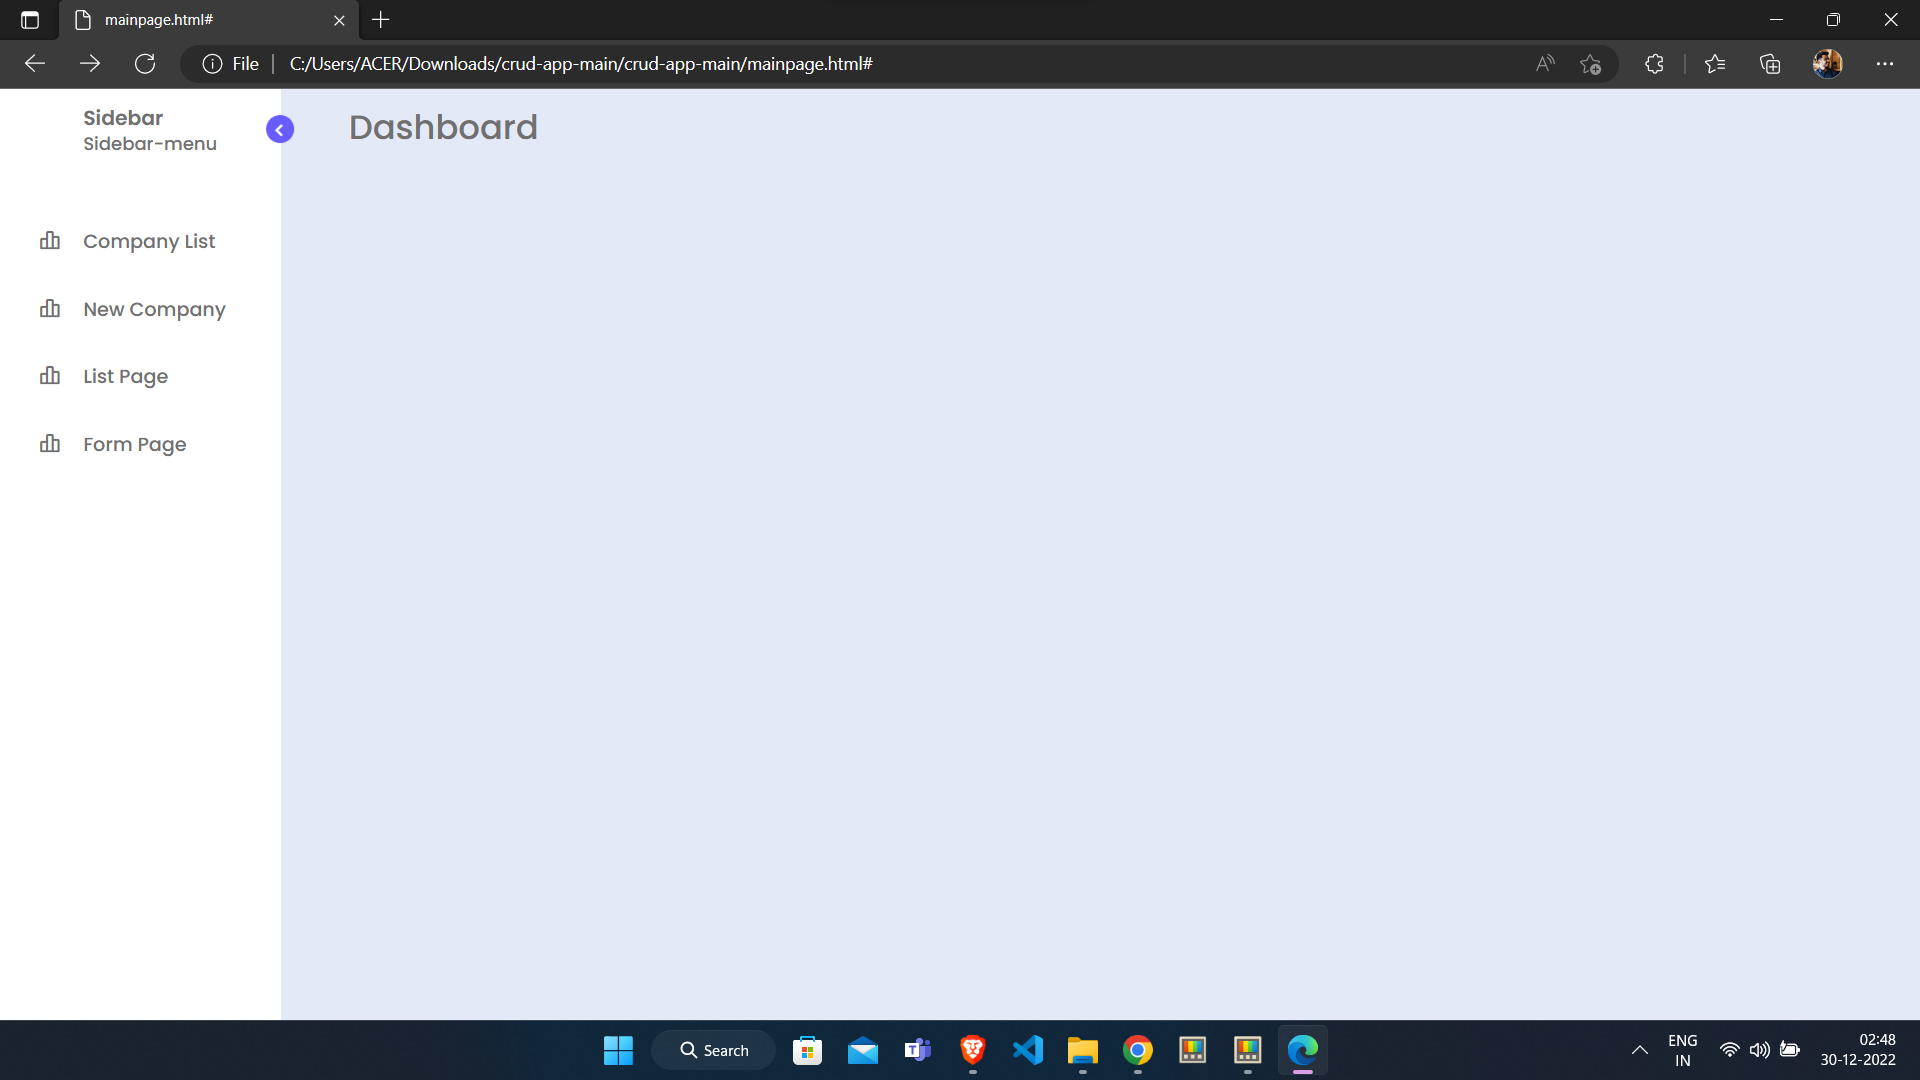 mainpage.html#
File
C:/Users/ACER/Downloads/crud-app-main/crud-app-main/mainpage.html#
Sidebar
Sidebar-menu
Dashboard
Company List
New Company
List Page
Form Page
Search
ENG
IN
02:48
30-12-2022